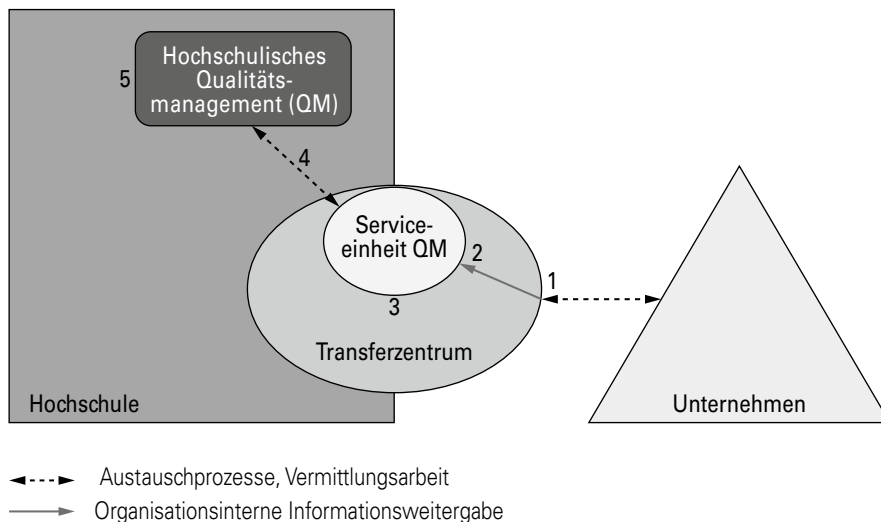 Hochschulisches
Qualitäts-
management (QM)
5
4
Service-
einheit QM
2
1
3
Transferzentrum
Hochschule
Unternehmen
Austauschprozesse, Vermittlungsarbeit
Organisationsinterne Informationsweitergabe